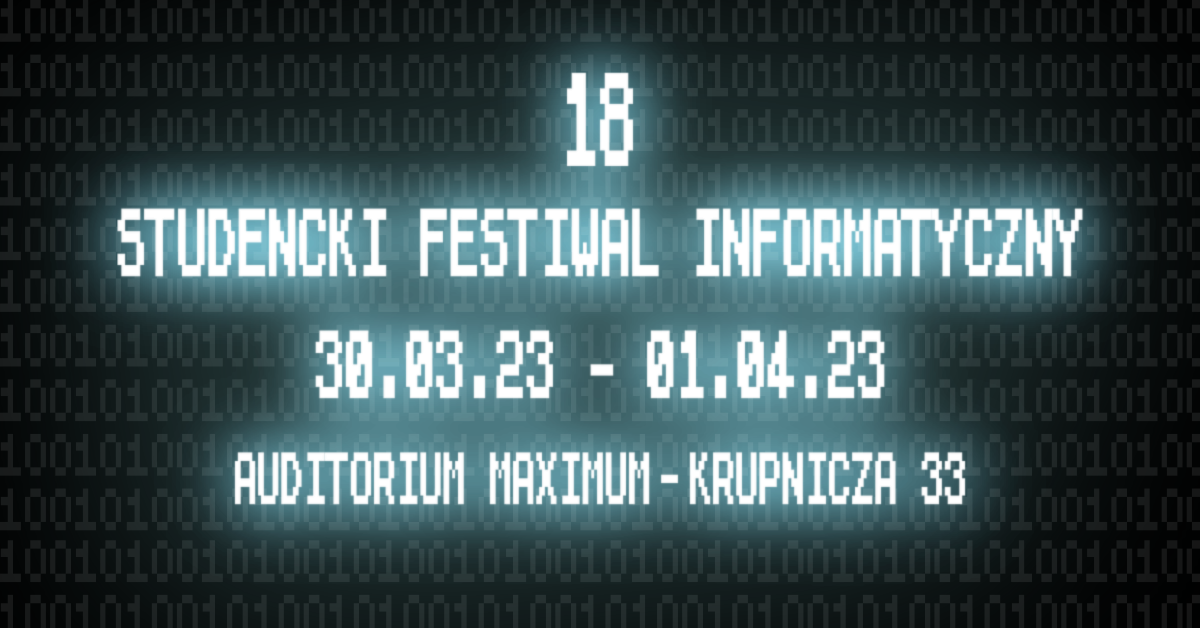 18
STUDENCKI FESTIWAL INFORMATYCZNY
30.03.23 - 01.04.23
AUDITORIUM MAXIMUM - KRUPNICZA 33